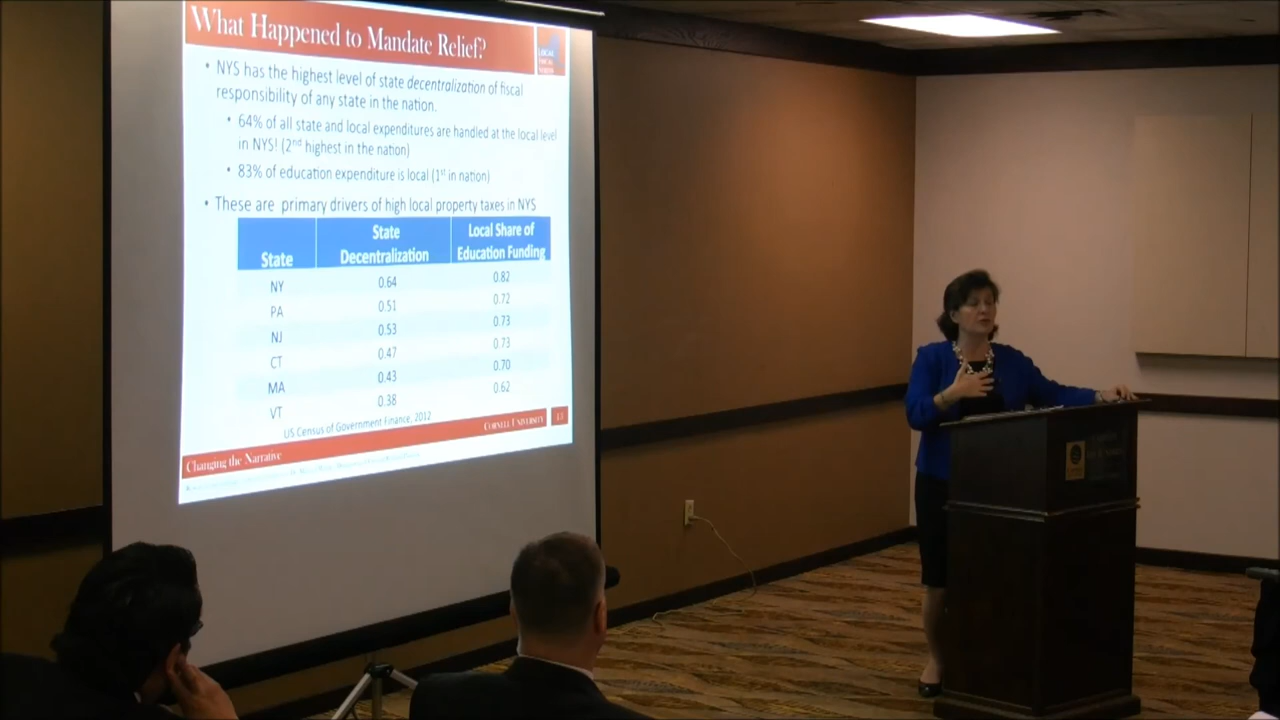 What Happened to Mandate Relief?
LOCAL
• NYS has the highest level of state decentralization of fiscal
responsibility of any state in the nation.
• 64% of all state and local expenditures are handled at the local level
in NYS! (2nd highest in the nation)
• 83% of education expenditure is local (1st in nation)
• These are primary drivers of high local property taxes in NYS
State State Decentralization Local Share of Education Funding
NY 0.64 0.82
PA 0.51 0.72
NJ 0.53 0.73
CT 0.47 0.73
MA 0.43 0.70
VT 0.38 0.62
US Census of Government Finance, 2012
CORNELL UNIVERSITY
Changing the Narrative